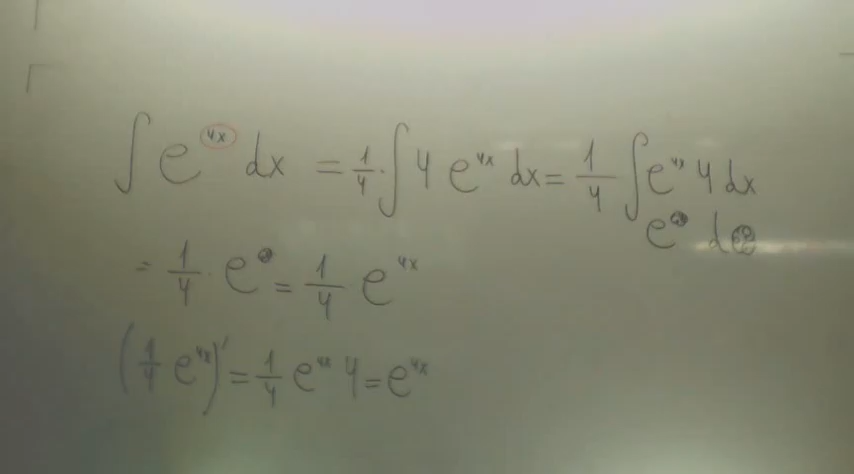 ∫ e^{4x} dx = 1/4 · ∫ 4 e^{4x} dx = 1/4 ∫ e^{4x} 4 dx
e d
= 1/4 · e = 1/4 e^{4x}
(1/4 e^{4x})' = 1/4 e^{4x} 4 = e^{4x}